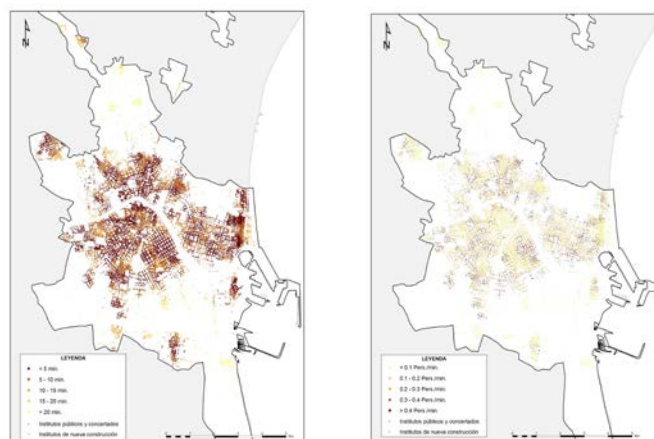 N
LEYENDA
< 5 min.
5 - 10 min.
10 - 15 min.
15 - 20 min.
> 20 min.
Institutos públicos y concertados
Institutos de nueva construcción
N
LEYENDA
< 0.1 Pers./min.
0.1 - 0.2 Pers./min.
0.2 - 0.3 Pers./min.
0.3 - 0.4 Pers./min.
> 0.4 Pers./min.
Institutos públicos y concertados
Institutos de nueva construcción